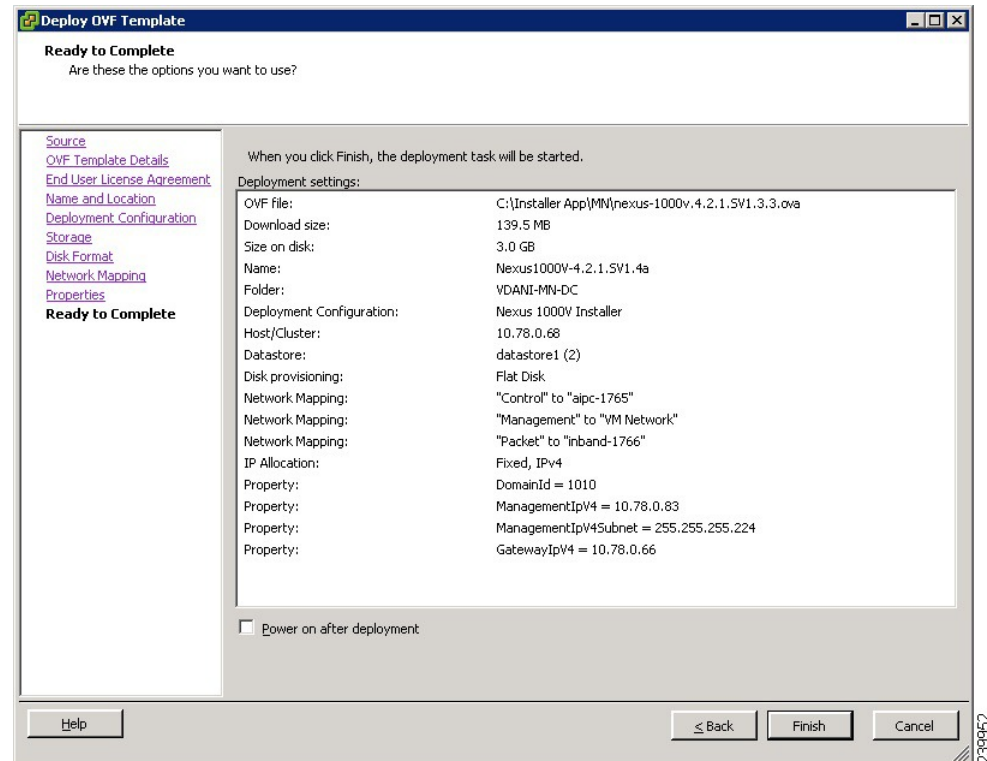 Deploy OVF Template
Ready to Complete
Are these the options you want to use?
Source
OVF Template Details
End User License Agreement
Name and Location
Deployment Configuration
Storage
Disk Format
Network Mapping
Properties
Ready to Complete
When you click Finish, the deployment task will be started.
Deployment settings:
OVF file: C:\Installer App\MN\nexus-1000v.4.2.1.SV1.3.3.ova
Download size: 139.5 MB
Size on disk: 3.0 GB
Name: Nexus1000V-4.2.1.SV1.4a
Folder: VDANI-MN-DC
Deployment Configuration: Nexus 1000V Installer
Host/Cluster: 10.78.0.68
Datastore: datastore1 (2)
Disk provisioning: Flat Disk
Network Mapping: "Control" to "aipc-1765"
Network Mapping: "Management" to "VM Network"
Network Mapping: "Packet" to "inband-1766"
IP Allocation: Fixed, IPv4
Property: DomainId = 1010
Property: ManagementIpV4 = 10.78.0.83
Property: ManagementIpV4Subnet = 255.255.255.224
Property: GatewayIpV4 = 10.78.0.66
Power on after deployment
Help
≤ Back
Finish
Cancel
239952